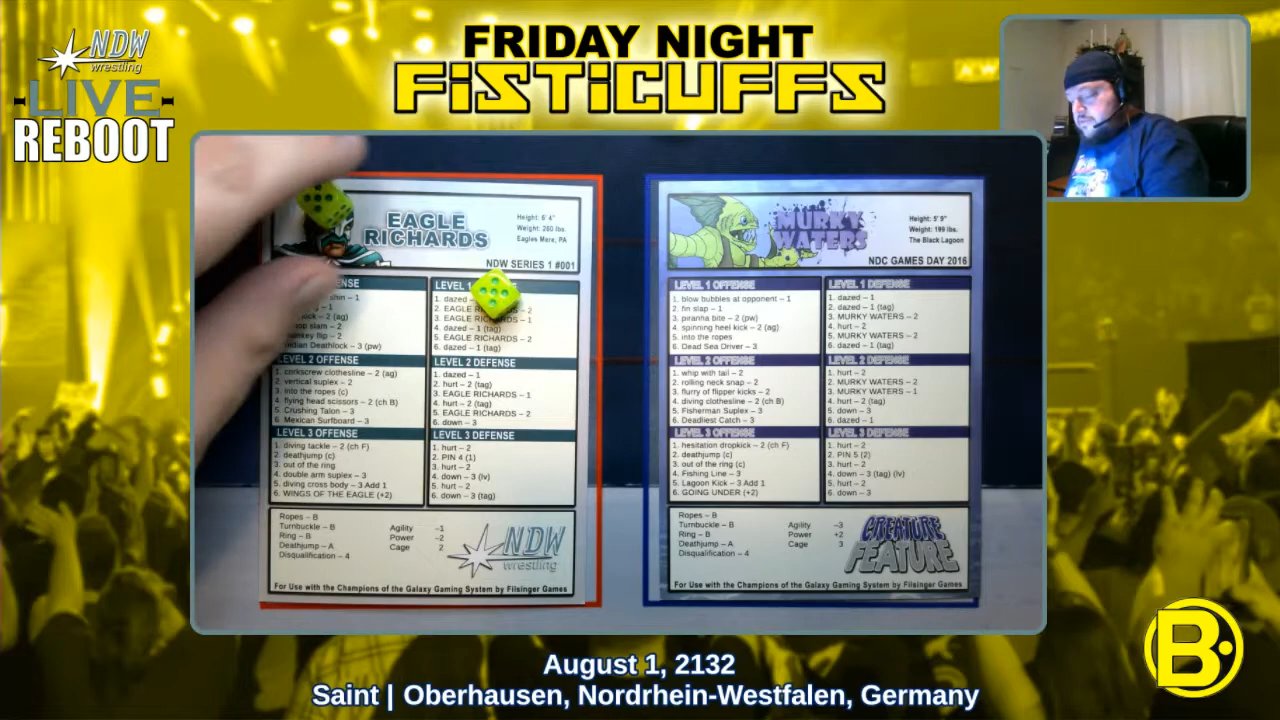 NDW
wrestling
LIVE
REBOOT
FRIDAY NIGHT
FiSTiCUFFS
EAGLE
RICHARDS
Height: 6' 4"
Weight: 260 lbs.
Eagles Mere, PA
NDW SERIES 1 #001
LEVEL 1
1. dazed
2. EAGLE – 2
3. EAGLE RICHARDS – 1
4. dazed – 1 (tag)
5. EAGLE RICHARDS – 2
6. dazed – 1 (tag)
shin – 1
– 1
lock – 2 (ag)
slam – 2
flip – 2
Deathlock – 3 (pw)
LEVEL 2 OFFENSE
1. corkscrew clothesline – 2 (ag)
2. vertical suplex – 2
3. into the ropes (c)
4. flying head scissors – 2 (ch B)
5. Crushing Talon – 3
6. Mexican Surfboard – 3
LEVEL 2 DEFENSE
1. dazed – 1
2. hurt – 2 (tag)
3. EAGLE RICHARDS – 1
4. hurt – 2 (tag)
5. EAGLE RICHARDS – 2
6. down – 3
LEVEL 3 OFFENSE
1. diving tackle – 2 (ch F)
2. deathjump (c)
3. out of the ring
4. double arm suplex – 3
5. diving cross body – 3 Add 1
6. WINGS OF THE EAGLE (+2)
LEVEL 3 DEFENSE
1. hurt – 2
2. PIN 4 (1)
3. hurt – 2
4. down – 3 (lv)
5. hurt – 2
6. down – 3 (tag)
Ropes – B
Turnbuckle – B
Ring – B
Deathjump – A
Disqualification – 4
Agility –1
Power –2
Cage 2
NDW
wrestling
For Use with the Champions of the Galaxy Gaming System by Filsinger Games
MURKY
WATERS
Height: 5' 9"
Weight: 199 lbs.
The Black Lagoon
NDC GAMES DAY 2016
LEVEL 1 OFFENSE
1. blow bubbles at opponent – 1
2. fin slap – 1
3. piranha bite – 2 (pw)
4. spinning heel kick – 2 (ag)
5. into the ropes
6. Dead Sea Driver – 3
LEVEL 1 DEFENSE
1. dazed – 1
2. dazed – 1 (tag)
3. MURKY WATERS – 2
4. hurt – 2
5. MURKY WATERS – 2
6. dazed – 1 (tag)
LEVEL 2 OFFENSE
1. whip with tail – 2
2. rolling neck snap – 2
3. flurry of flipper kicks – 2
4. diving clothesline – 2 (ch B)
5. Fisherman Suplex – 3
6. Deadliest Catch – 3
LEVEL 2 DEFENSE
1. hurt – 2
2. MURKY WATERS – 2
3. MURKY WATERS – 1
4. hurt – 2 (tag)
5. down – 3
6. dazed – 1
LEVEL 3 OFFENSE
1. hesitation dropkick – 2 (ch F)
2. deathjump (c)
3. out of the ring (c)
4. Fishing Line – 3
5. Lagoon Kick – 3 Add 1
6. GOING UNDER (+2)
LEVEL 3 DEFENSE
1. hurt – 2
2. PIN 5 (2)
3. hurt – 2
4. down – 3 (tag) (lv)
5. hurt – 2
6. down – 3
Ropes – B
Turnbuckle – B
Ring – B
Deathjump – A
Disqualification – 4
Agility –3
Power +2
Cage 3
CREATURE
FEATURE
For Use with the Champions of the Galaxy Gaming System by Filsinger Games
B
August 1, 2132
Saint | Oberhausen, Nordrhein-Westfalen, Germany